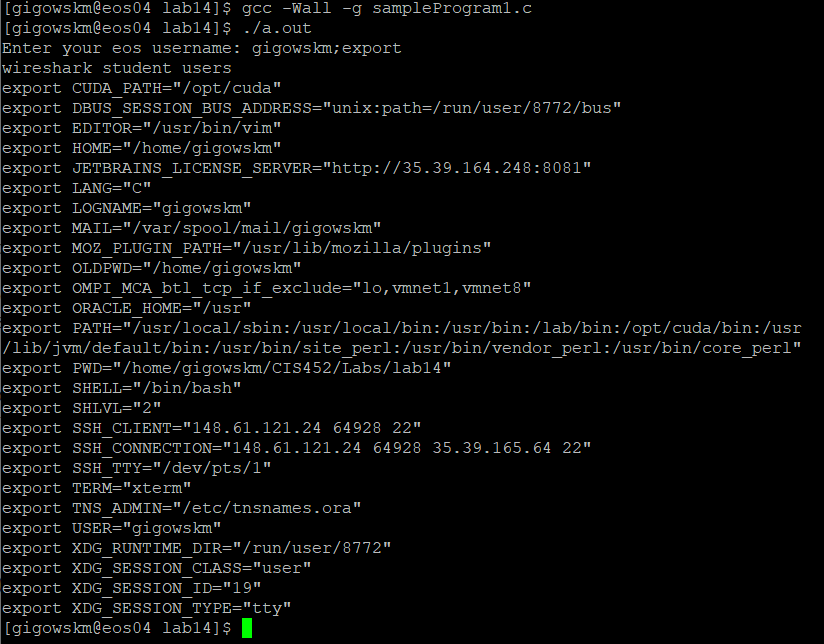 [gigowskm@eos04 lab14]$ gcc -Wall -g sampleProgram1.c
[gigowskm@eos04 lab14]$ ./a.out
Enter your eos username: gigowskm;export
wireshark student users
export CUDA_PATH="/opt/cuda"
export DBUS_SESSION_BUS_ADDRESS="unix:path=/run/user/8772/bus"
export EDITOR="/usr/bin/vim"
export HOME="/home/gigowskm"
export JETBRAINS_LICENSE_SERVER="http://35.39.164.248:8081"
export LANG="C"
export LOGNAME="gigowskm"
export MAIL="/var/spool/mail/gigowskm"
export MOZ_PLUGIN_PATH="/usr/lib/mozilla/plugins"
export OLDPWD="/home/gigowskm"
export OMPI_MCA_btl_tcp_if_exclude="lo,vmnet1,vmnet8"
export ORACLE_HOME="/usr"
export PATH="/usr/local/sbin:/usr/local/bin:/usr/bin:/lab/bin:/opt/cuda/bin:/usr
/lib/jvm/default/bin:/usr/bin/site_perl:/usr/bin/vendor_perl:/usr/bin/core_perl"
export PWD="/home/gigowskm/CIS452/Labs/lab14"
export SHELL="/bin/bash"
export SHLVL="2"
export SSH_CLIENT="148.61.121.24 64928 22"
export SSH_CONNECTION="148.61.121.24 64928 35.39.165.64 22"
export SSH_TTY="/dev/pts/1"
export TERM="xterm"
export TNS_ADMIN="/etc/tnsnames.ora"
export USER="gigowskm"
export XDG_RUNTIME_DIR="/run/user/8772"
export XDG_SESSION_CLASS="user"
export XDG_SESSION_ID="19"
export XDG_SESSION_TYPE="tty"
[gigowskm@eos04 lab14]$